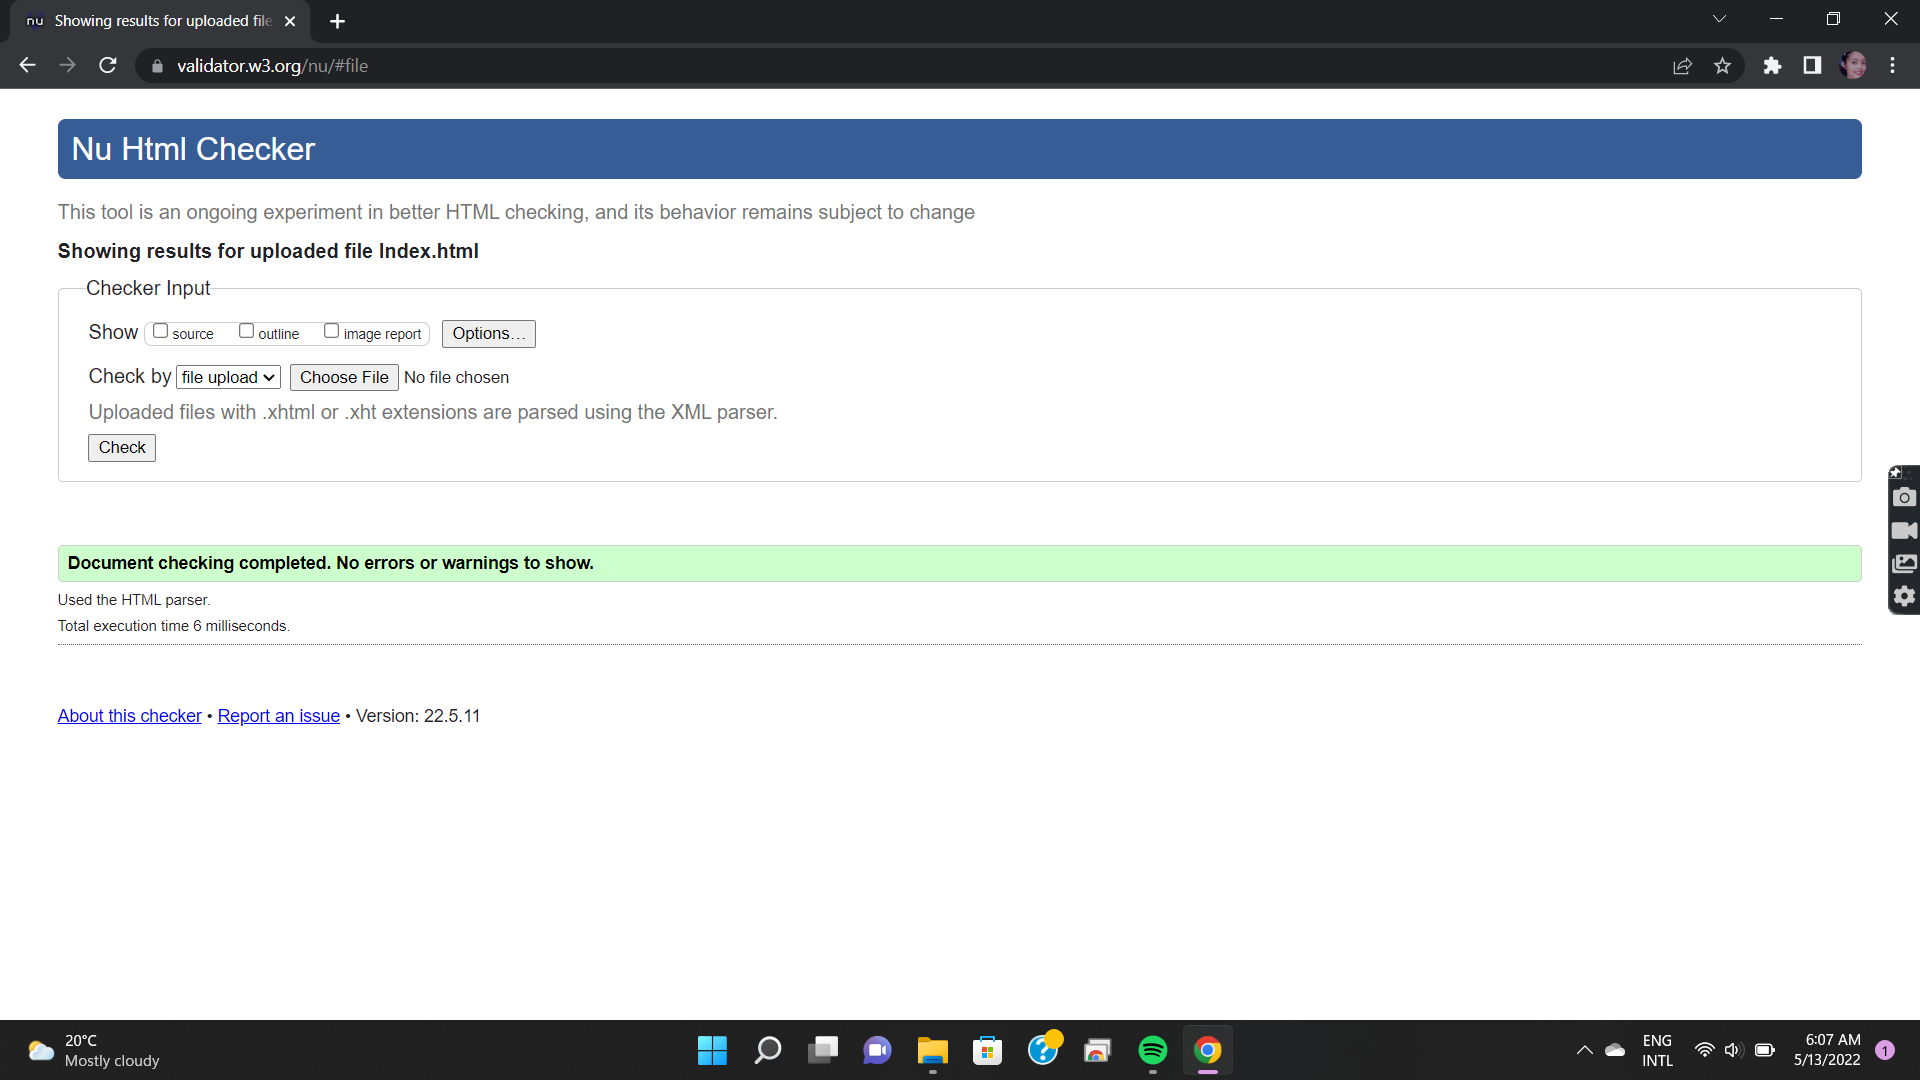 nu Showing results for uploaded file
validator.w3.org/nu/#file
Nu Html Checker
This tool is an ongoing experiment in better HTML checking, and its behavior remains subject to change
Showing results for uploaded file Index.html
Checker Input
Show source outline image report Options...
Check by file upload Choose File No file chosen
Uploaded files with .xhtml or .xht extensions are parsed using the XML parser.
Check
Document checking completed. No errors or warnings to show.
Used the HTML parser.
Total execution time 6 milliseconds.
About this checker • Report an issue • Version: 22.5.11
20°C
Mostly cloudy
ENG
INTL
6:07 AM
5/13/2022
1